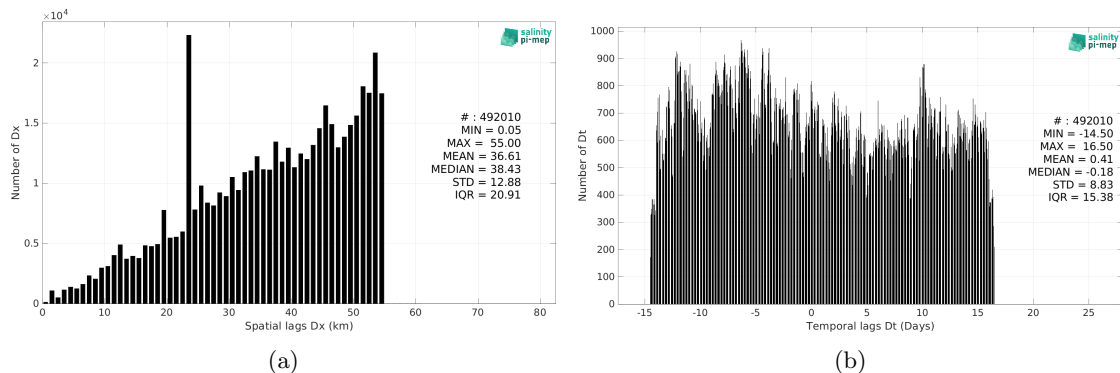 ×10⁴
2
1.5
1
0.5
0
0 10 20 30 40 50 60 70 80
Number of Dx
Spatial lags Dx (km)
salinity
pi-mep
# : 492010
MIN = 0.05
MAX = 55.00
MEAN = 36.61
MEDIAN = 38.43
STD = 12.88
IQR = 20.91
(a)
1000
900
800
700
600
500
400
300
200
100
0
-15 -10 -5 0 5 10 15 20 25
Number of Dt
Temporal lags Dt (Days)
salinity
pi-mep
# : 492010
MIN = -14.50
MAX = 16.50
MEAN = 0.41
MEDIAN = -0.18
STD = 8.83
IQR = 15.38
(b)